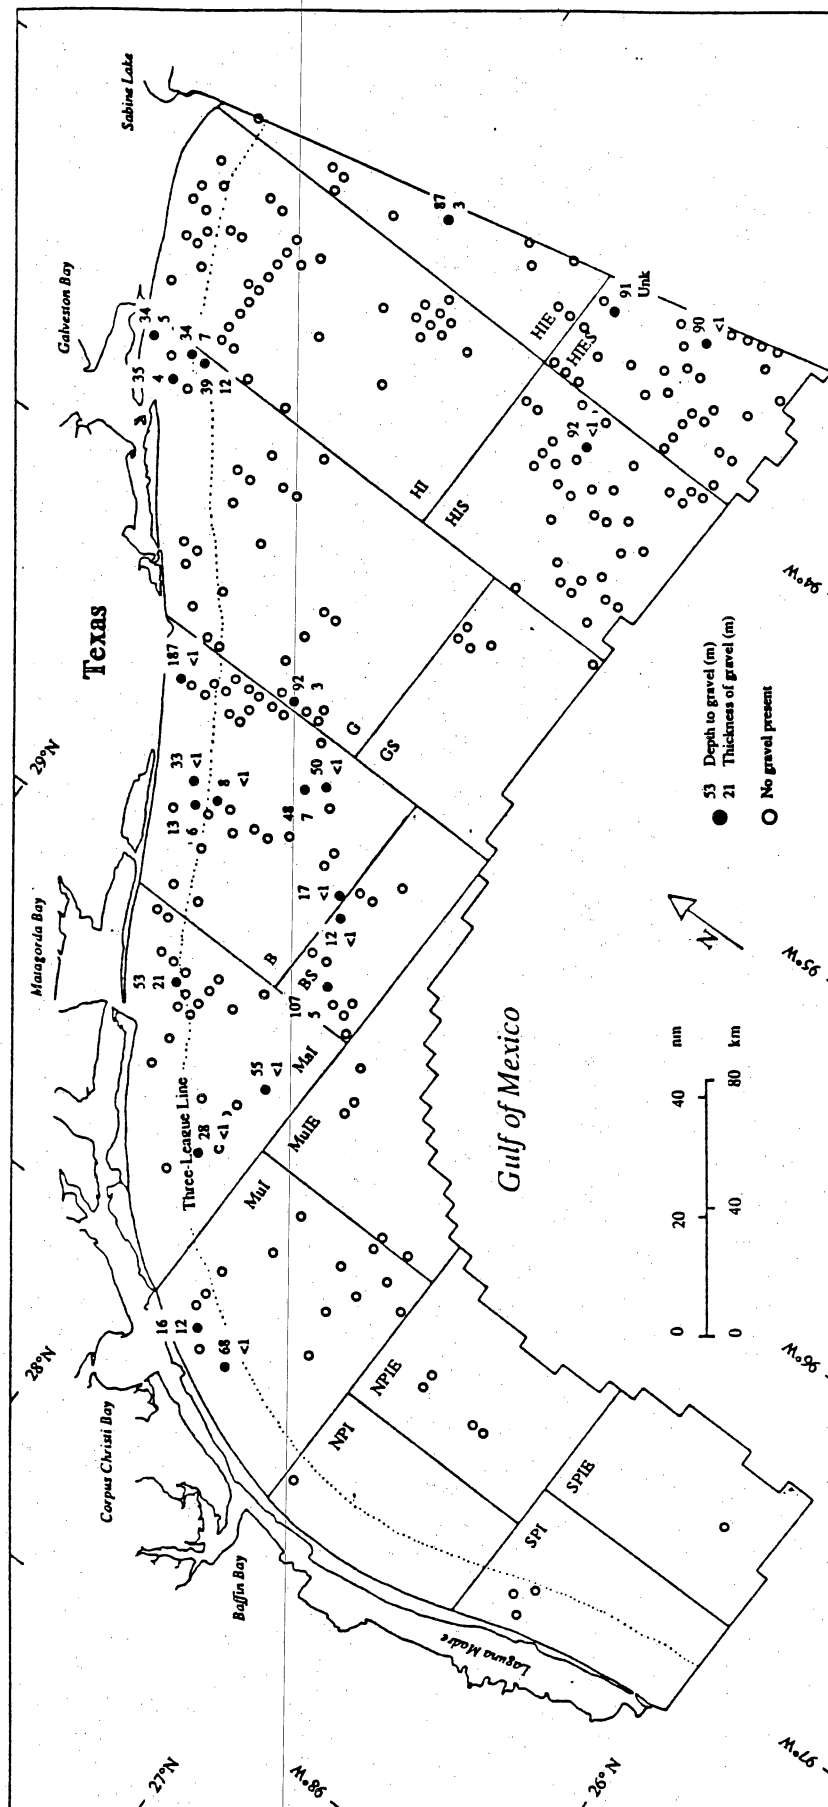 Sabine Lake
Galveston Bay
Texas
Matagorda Bay
Corpus Christi Bay
Baffin Bay
Laguna Madre
Gulf of Mexico
Three-League Line
29°N
28°N
27°N
26°N
94°W
95°W
96°W
97°W
98°W
34
5
35
4
34
7
39
12
87
3
91
Unk
90
<1
92
<1
187
<1
92
3
33
<1
13
6
8
<1
50
<1
48
7
17
<1
12
<1
107
5
53
21
55
<1
28
<1
16
12
68
<1
HI
HIE
HIES
HIS
G
GS
B
BS
MaI
MuIE
MuI
NPI
NPIE
SPI
SPIE
53 Depth to gravel (m)
21 Thickness of gravel (m)
No gravel present
N
0 20 40 nm
0 40 80 km